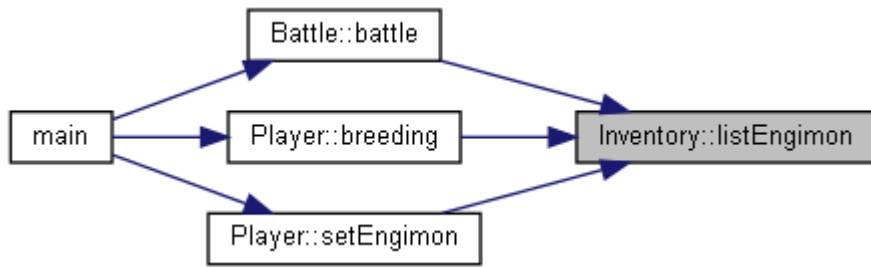 Battle::battle
main
Player::breeding
Inventory::listEngimon
Player::setEngimon